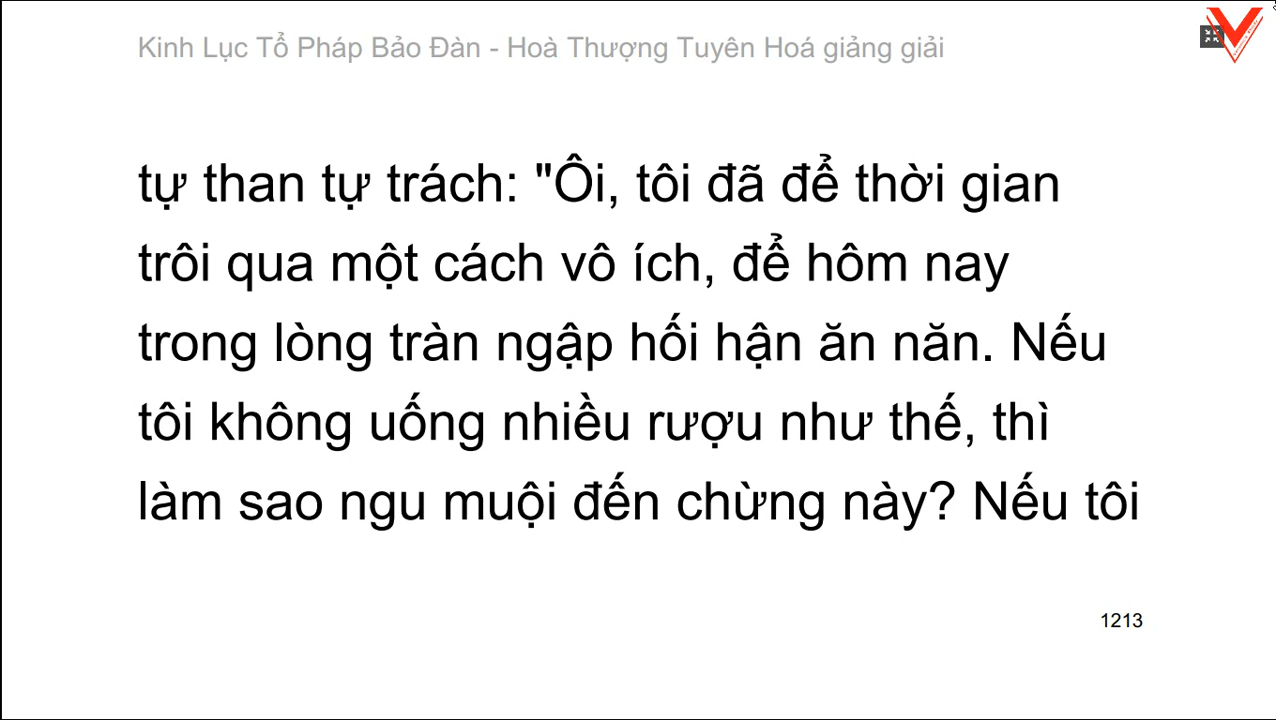 Kinh Lục Tổ Pháp Bảo Đàn - Hoà Thượng Tuyên Hoá giảng giải
tự than tự trách: "Ôi, tôi đã để thời gian
trôi qua một cách vô ích, để hôm nay
trong lòng tràn ngập hối hận ăn năn. Nếu
tôi không uống nhiều rượu như thế, thì
làm sao ngu muội đến chừng này? Nếu tôi
1213